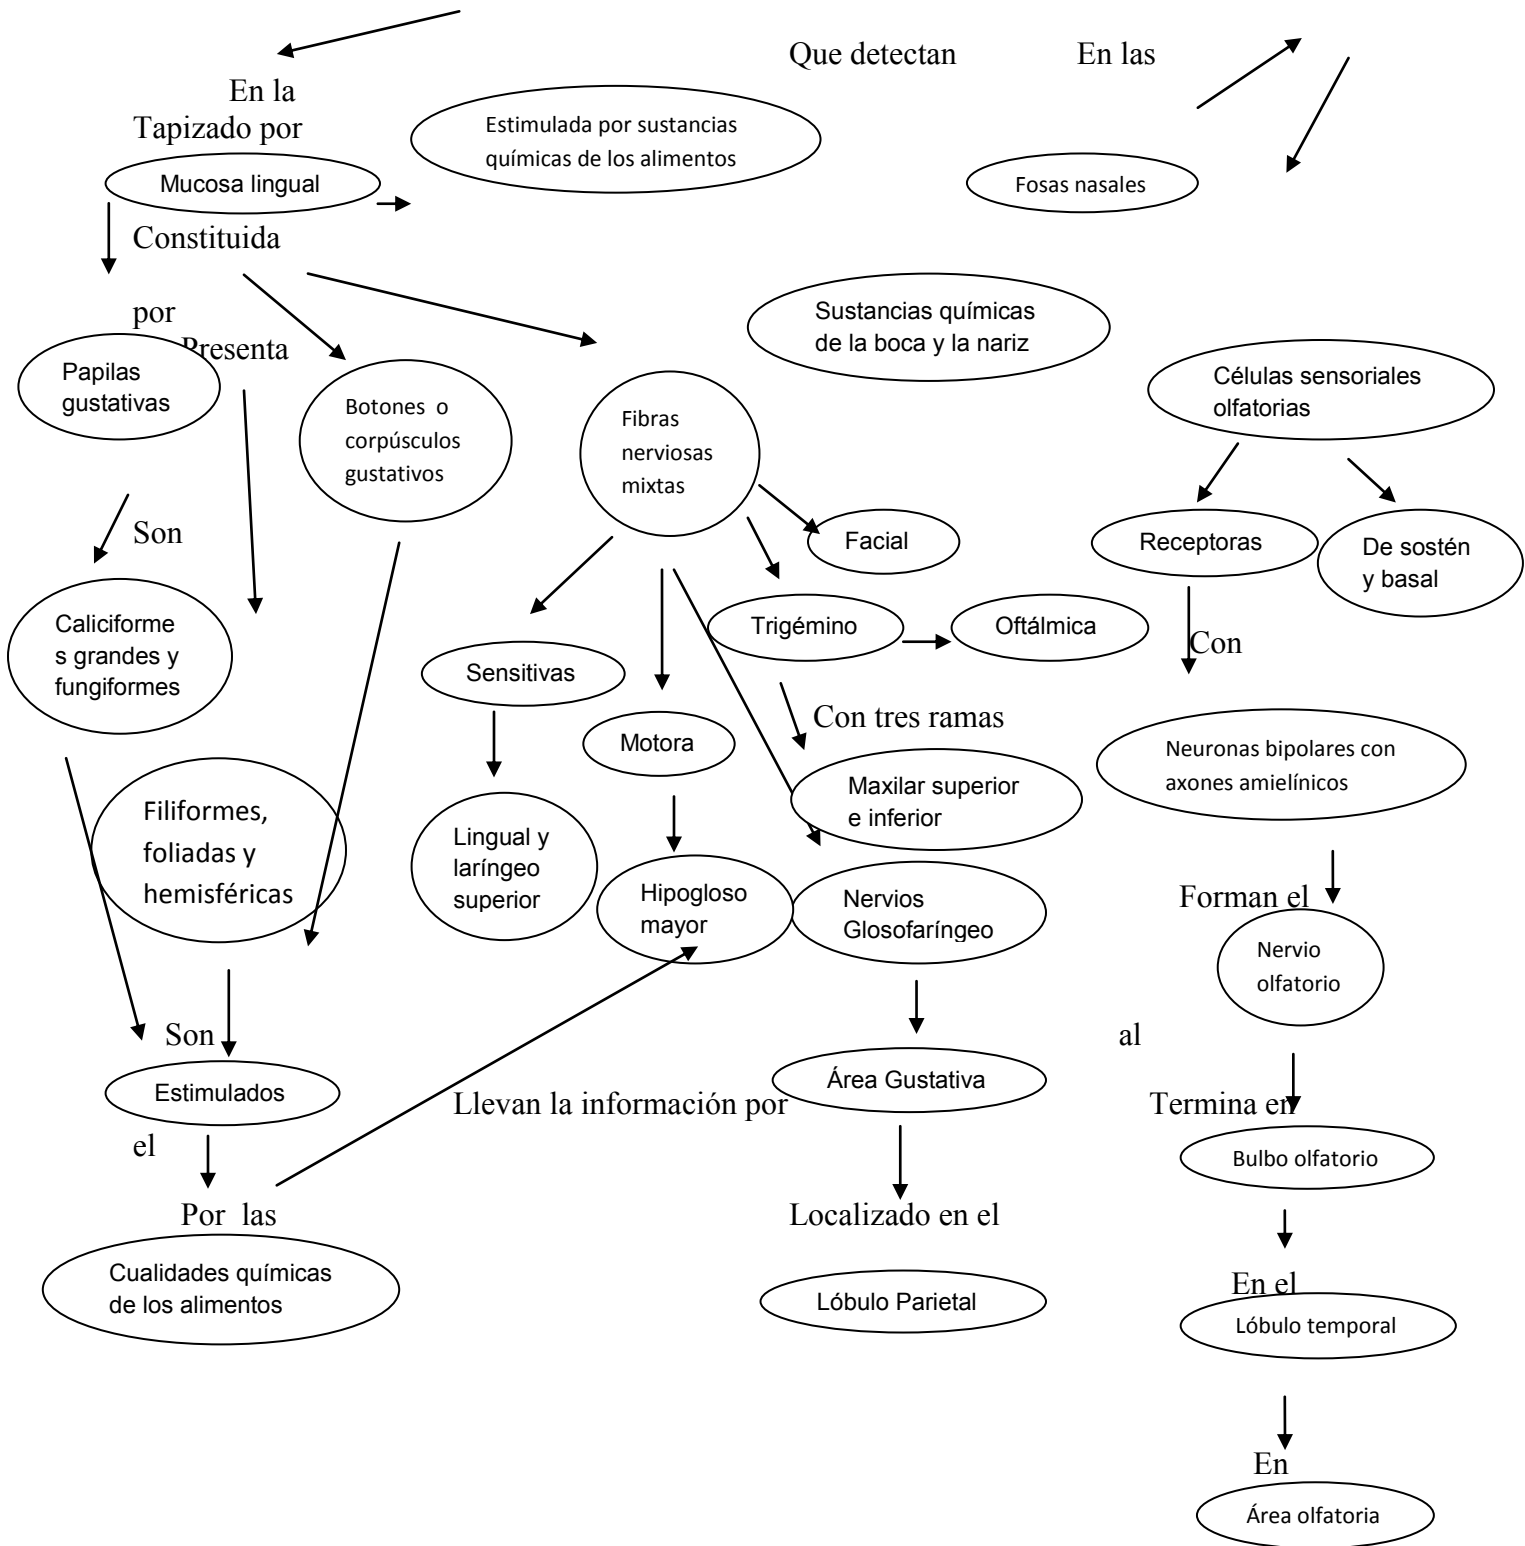 Que detectan
En las
En la
Tapizado por
Estimulada por sustancias
químicas de los alimentos
Mucosa lingual
Fosas nasales
Constituida
por
Presenta
Sustancias químicas
de la boca y la nariz
Papilas
gustativas
Botones o
corpúsculos
gustativos
Fibras
nerviosas
mixtas
Células sensoriales
olfatorias
Son
Facial
Receptoras
De sostén
y basal
Caliciforme
s grandes y
fungiformes
Trigémino
Oftálmica
Con
Sensitivas
Motora
Con tres ramas
Neuronas bipolares con
axones amielínicos
Filiformes,
foliadas y
hemisféricas
Maxilar superior
e inferior
Lingual y
laríngeo
superior
Hipogloso
mayor
Nervios
Glosofaríngeo
Forman el
Nervio
olfatorio
Son
al
Estimulados
Área Gustativa
Llevan la información por
Termina en
el
Bulbo olfatorio
Por las
Localizado en el
Cualidades químicas
de los alimentos
Lóbulo Parietal
En el
Lóbulo temporal
En
Área olfatoria